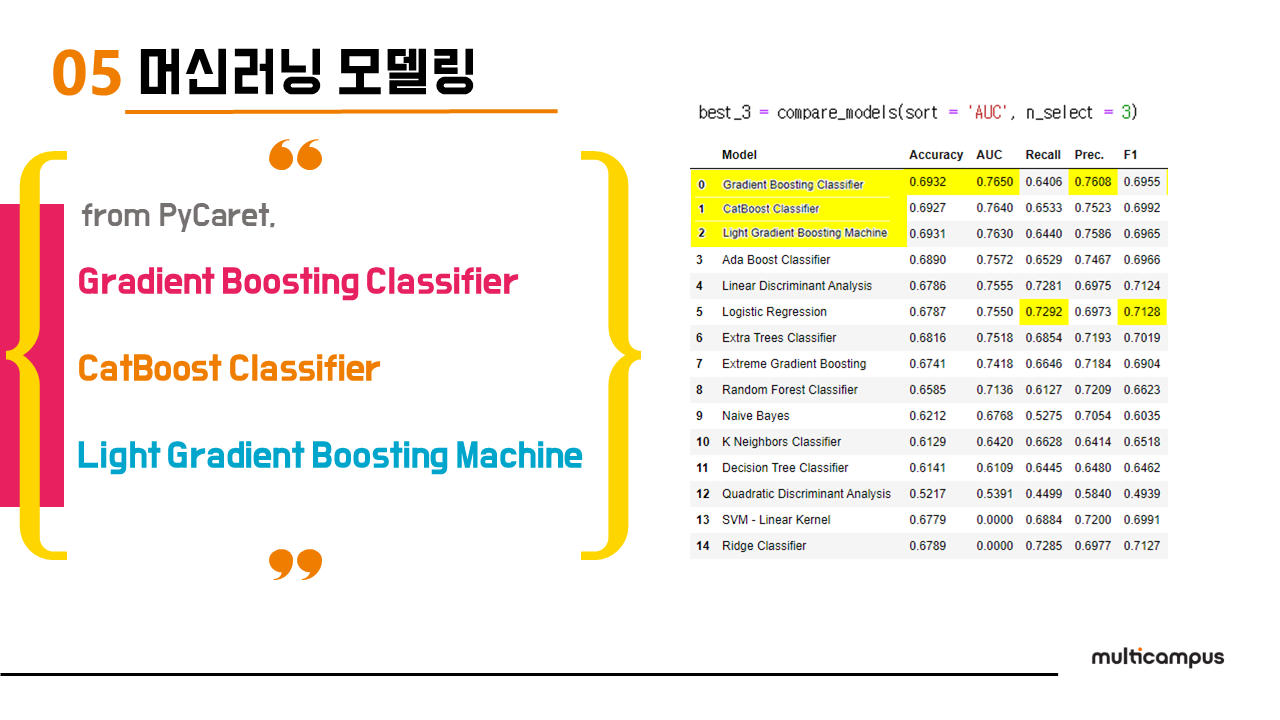 05 머신러닝 모델링
“
from PyCaret,
Gradient Boosting Classifier
CatBoost Classifier
Light Gradient Boosting Machine
”
best_3 = compare_models(sort = 'AUC', n_select = 3)
Model Accuracy AUC Recall Prec. F1
0 Gradient Boosting Classifier 0.6932 0.7650 0.6406 0.7608 0.6955
1 CatBoost Classifier 0.6927 0.7640 0.6533 0.7523 0.6992
2 Light Gradient Boosting Machine 0.6931 0.7630 0.6440 0.7586 0.6965
3 Ada Boost Classifier 0.6890 0.7572 0.6529 0.7467 0.6966
4 Linear Discriminant Analysis 0.6786 0.7555 0.7281 0.6975 0.7124
5 Logistic Regression 0.6787 0.7550 0.7292 0.6973 0.7128
6 Extra Trees Classifier 0.6816 0.7518 0.6854 0.7193 0.7019
7 Extreme Gradient Boosting 0.6741 0.7418 0.6646 0.7184 0.6904
8 Random Forest Classifier 0.6585 0.7136 0.6127 0.7209 0.6623
9 Naive Bayes 0.6212 0.6768 0.5275 0.7054 0.6035
10 K Neighbors Classifier 0.6129 0.6420 0.6628 0.6414 0.6518
11 Decision Tree Classifier 0.6141 0.6109 0.6445 0.6480 0.6462
12 Quadratic Discriminant Analysis 0.5217 0.5391 0.4499 0.5840 0.4939
13 SVM - Linear Kernel 0.6779 0.0000 0.6884 0.7200 0.6991
14 Ridge Classifier 0.6789 0.0000 0.7285 0.6977 0.7127
multicampus